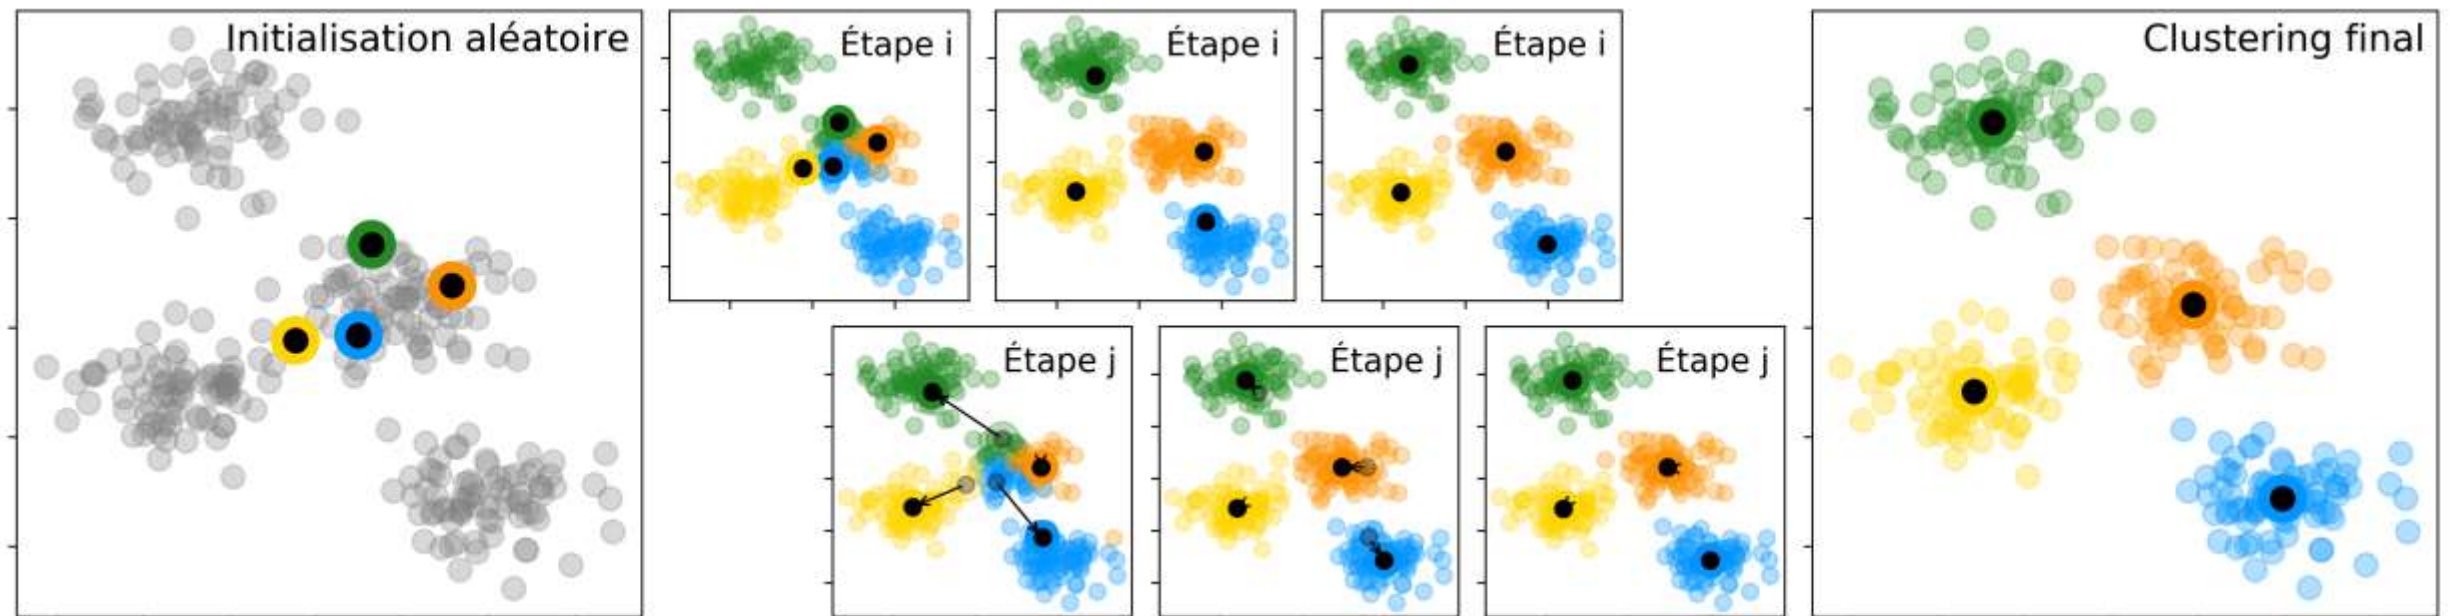 Initialisation aléatoire
Étape i
Étape i
Étape i
Clustering final
Étape j
Étape j
Étape j